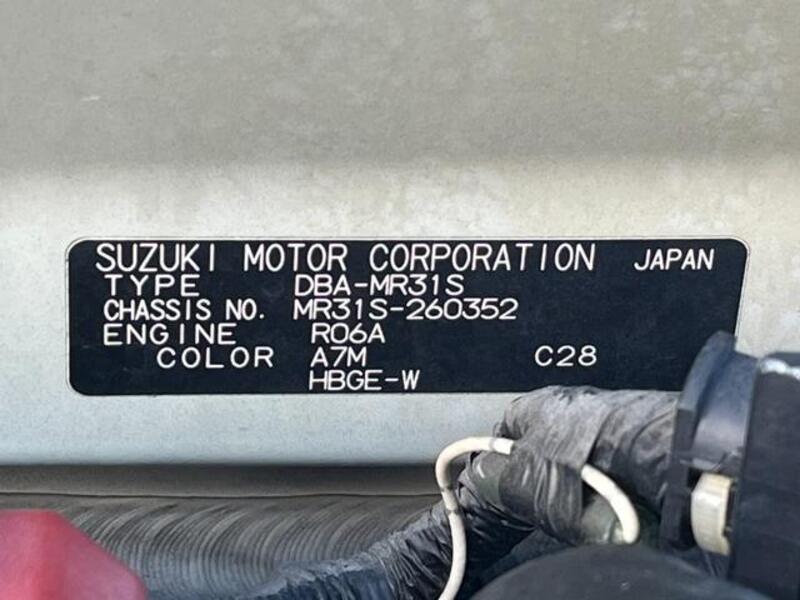 SUZUKI MOTOR CORPORATION JAPAN
TYPE DBA-MR31S
CHASSIS NO. MR31S-260352
ENGINE R06A
COLOR A7M C28
HBGE-W